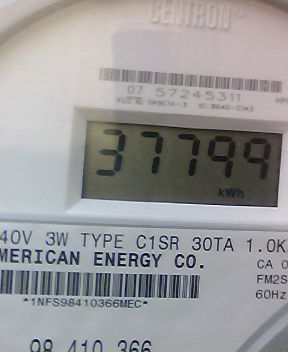 CENTRON
07 57245311
37799
kWh
40V 3W TYPE C1SR 30TA 1.0K
MERICAN ENERGY CO.
CA 0
FM2S
60Hz
*1NFS98410366MEC*
98 410 366